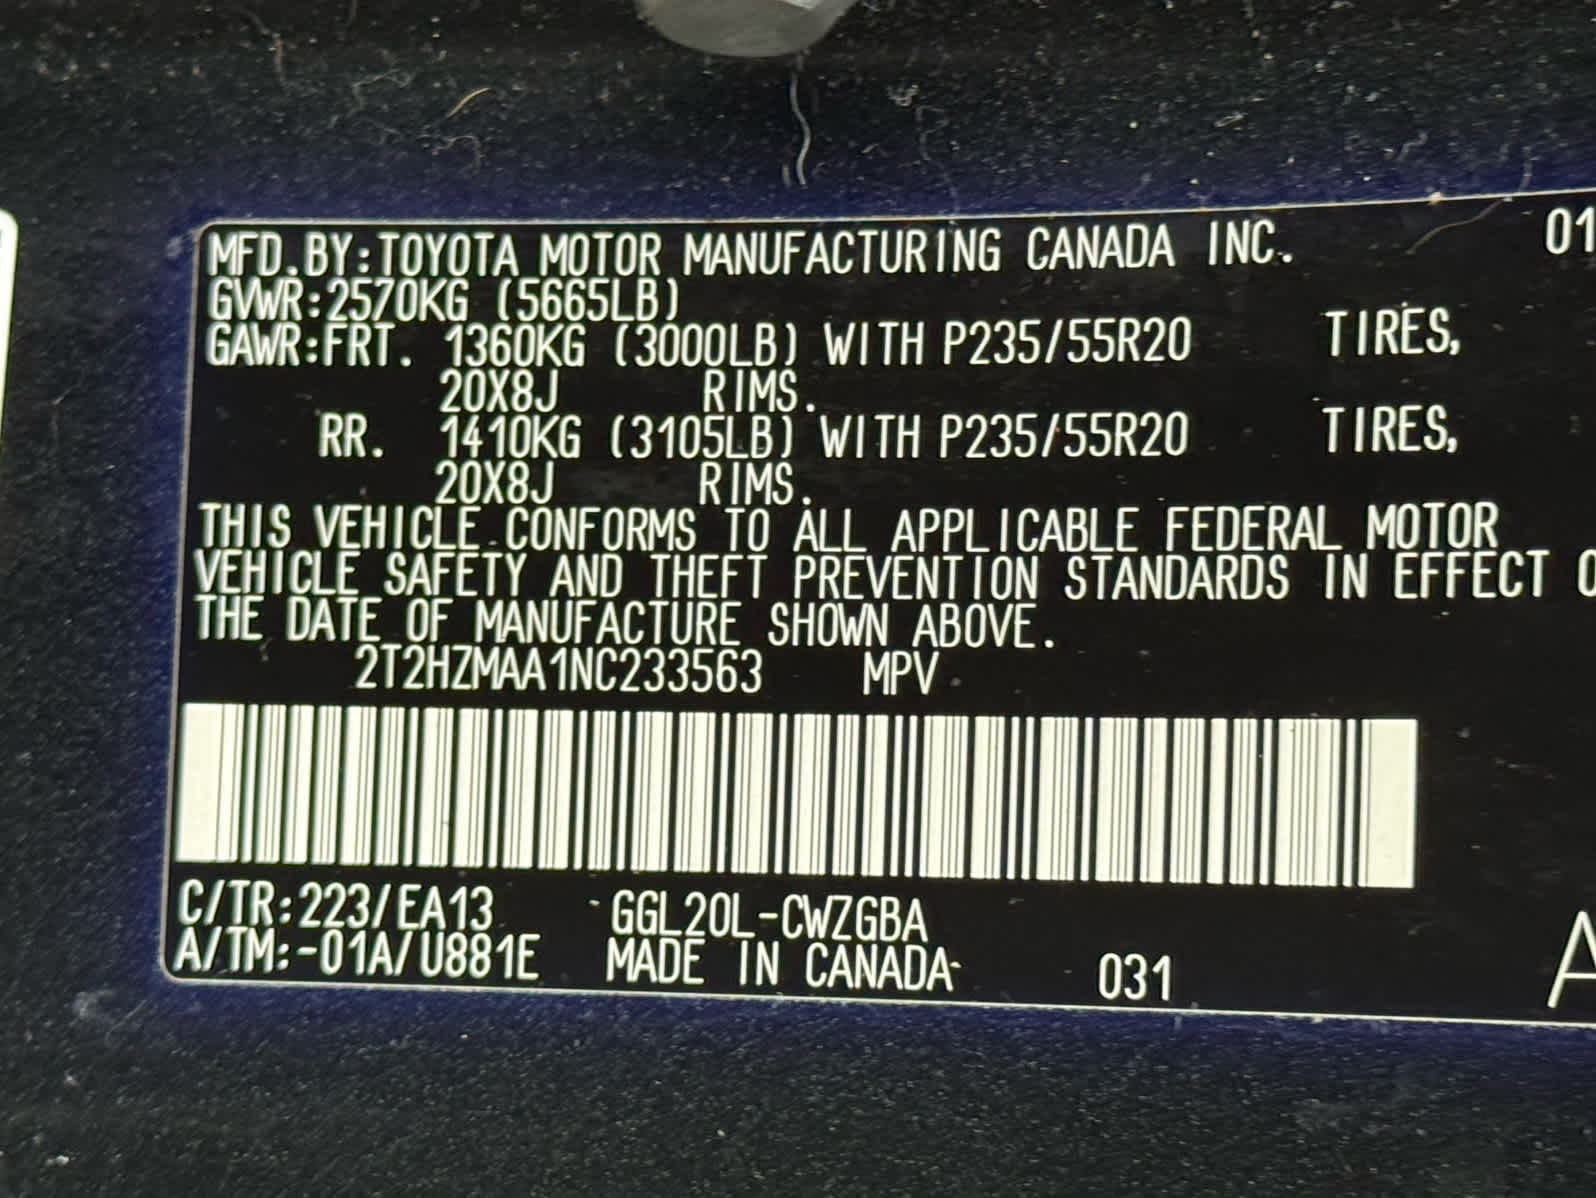 MFD.BY:TOYOTA MOTOR MANUFACTURING CANADA INC. 01
GVWR:2570KG (5665LB)
GAWR:FRT. 1360KG (3000LB) WITH P235/55R20 TIRES,
20X8J RIMS.
RR. 1410KG (3105LB) WITH P235/55R20 TIRES,
20X8J RIMS.
THIS VEHICLE CONFORMS TO ALL APPLICABLE FEDERAL MOTOR
VEHICLE SAFETY AND THEFT PREVENTION STANDARDS IN EFFECT
THE DATE OF MANUFACTURE SHOWN ABOVE.
2T2HZMAA1NC233563 MPV
C/TR:223/EA13 GGL20L-CWZGBA
A/TM:-01A/U881E MADE IN CANADA 031 A